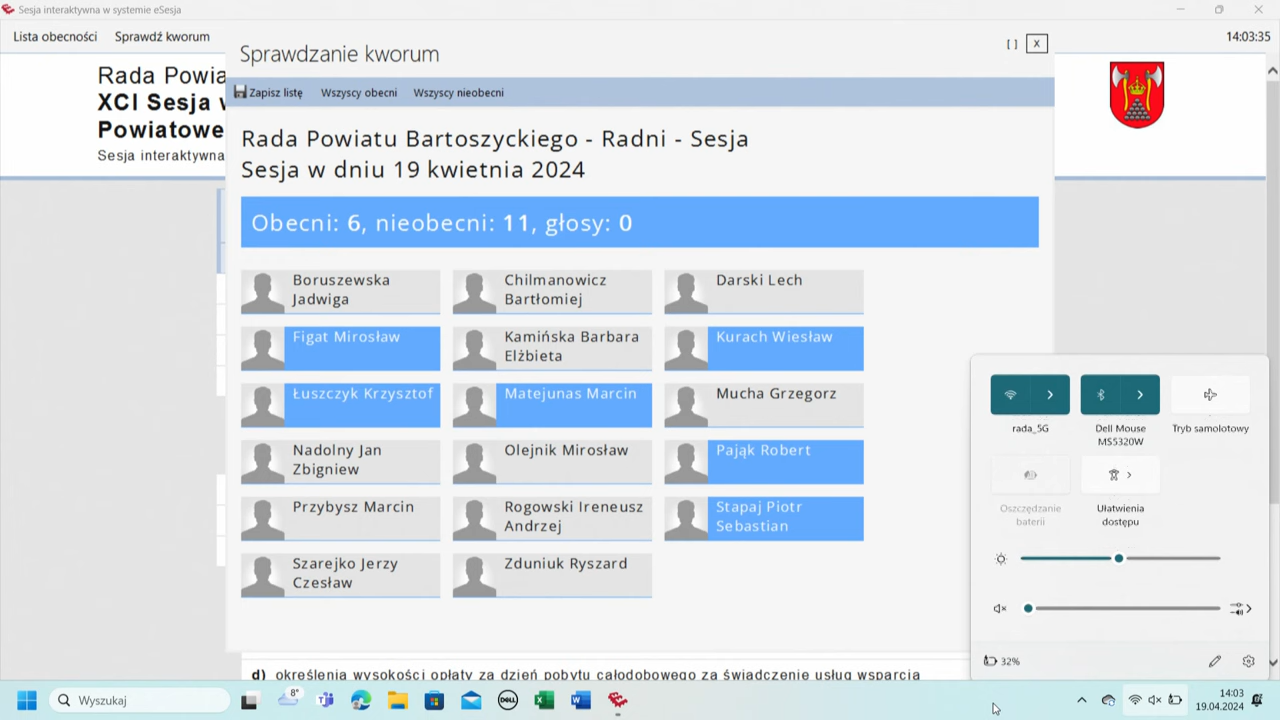 Sesja interaktywna w systemie eSesja
Lista obecności Sprawdź kworum
14:03:35
Rada Powia
XCI Sesja w
Powiatowe
Sesja interaktywna
Sprawdzanie kworum
[ ] X
Zapisz listę Wszyscy obecni Wszyscy nieobecni
Rada Powiatu Bartoszyckiego - Radni - Sesja
Sesja w dniu 19 kwietnia 2024
Obecni: 6, nieobecni: 11, głosy: 0
Boruszewska
Jadwiga
Chilmanowicz
Bartłomiej
Darski Lech
Figat Mirosław
Kamińska Barbara
Elżbieta
Kurach Wiesław
Łuszczyk Krzysztof
Matejunas Marcin
Mucha Grzegorz
Nadolny Jan
Zbigniew
Olejnik Mirosław
Pająk Robert
Przybysz Marcin
Rogowski Ireneusz
Andrzej
Stapaj Piotr
Sebastian
Szarejko Jerzy
Czesław
Zduniuk Ryszard
d) określenia wysokości opłaty za dzień pobytu całodobowego za świadczenie usług wsparcia
rada_5G
Dell Mouse
MS5320W
Tryb samolotowy
Oszczędzanie
baterii
Ułatwienia
dostępu
32%
Wyszukaj
8°
DELL
14:03
19.04.2024